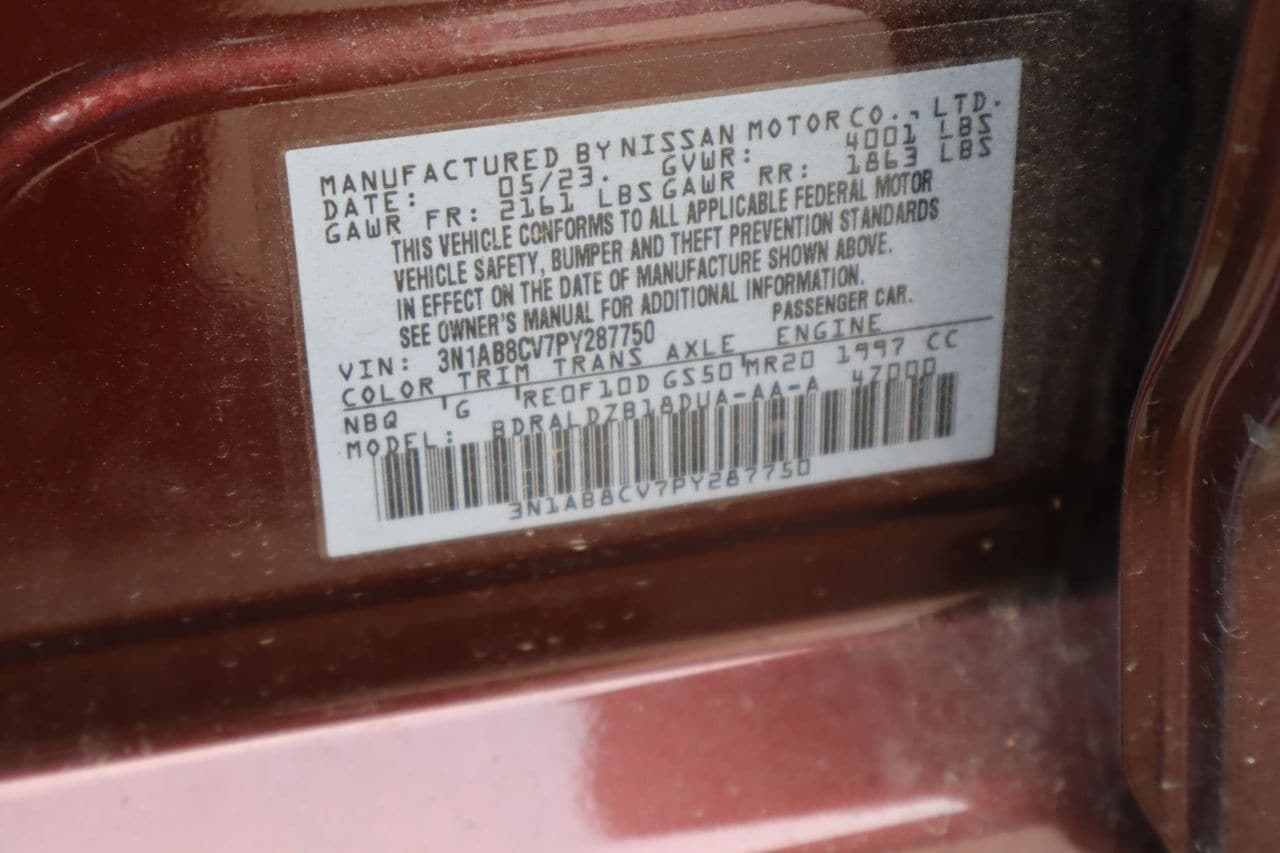 MANUFACTURED BY NISSAN MOTOR CO., LTD.
DATE: 05/23. GVWR: 4001 LBS
GAWR FR: 2161 LBS GAWR RR: 1863 LBS
THIS VEHICLE CONFORMS TO ALL APPLICABLE FEDERAL MOTOR
VEHICLE SAFETY, BUMPER AND THEFT PREVENTION STANDARDS
IN EFFECT ON THE DATE OF MANUFACTURE SHOWN ABOVE.
SEE OWNER'S MANUAL FOR ADDITIONAL INFORMATION.
VIN: 3N1AB8CV7PY287750 PASSENGER CAR.
COLOR TRIM TRANS AXLE ENGINE
NBQ G RE0F10D GS50 MR20 1997 CC
MODEL: BDRALDZB18DUA-AA-A 4Z000
3N1AB8CV7PY287750